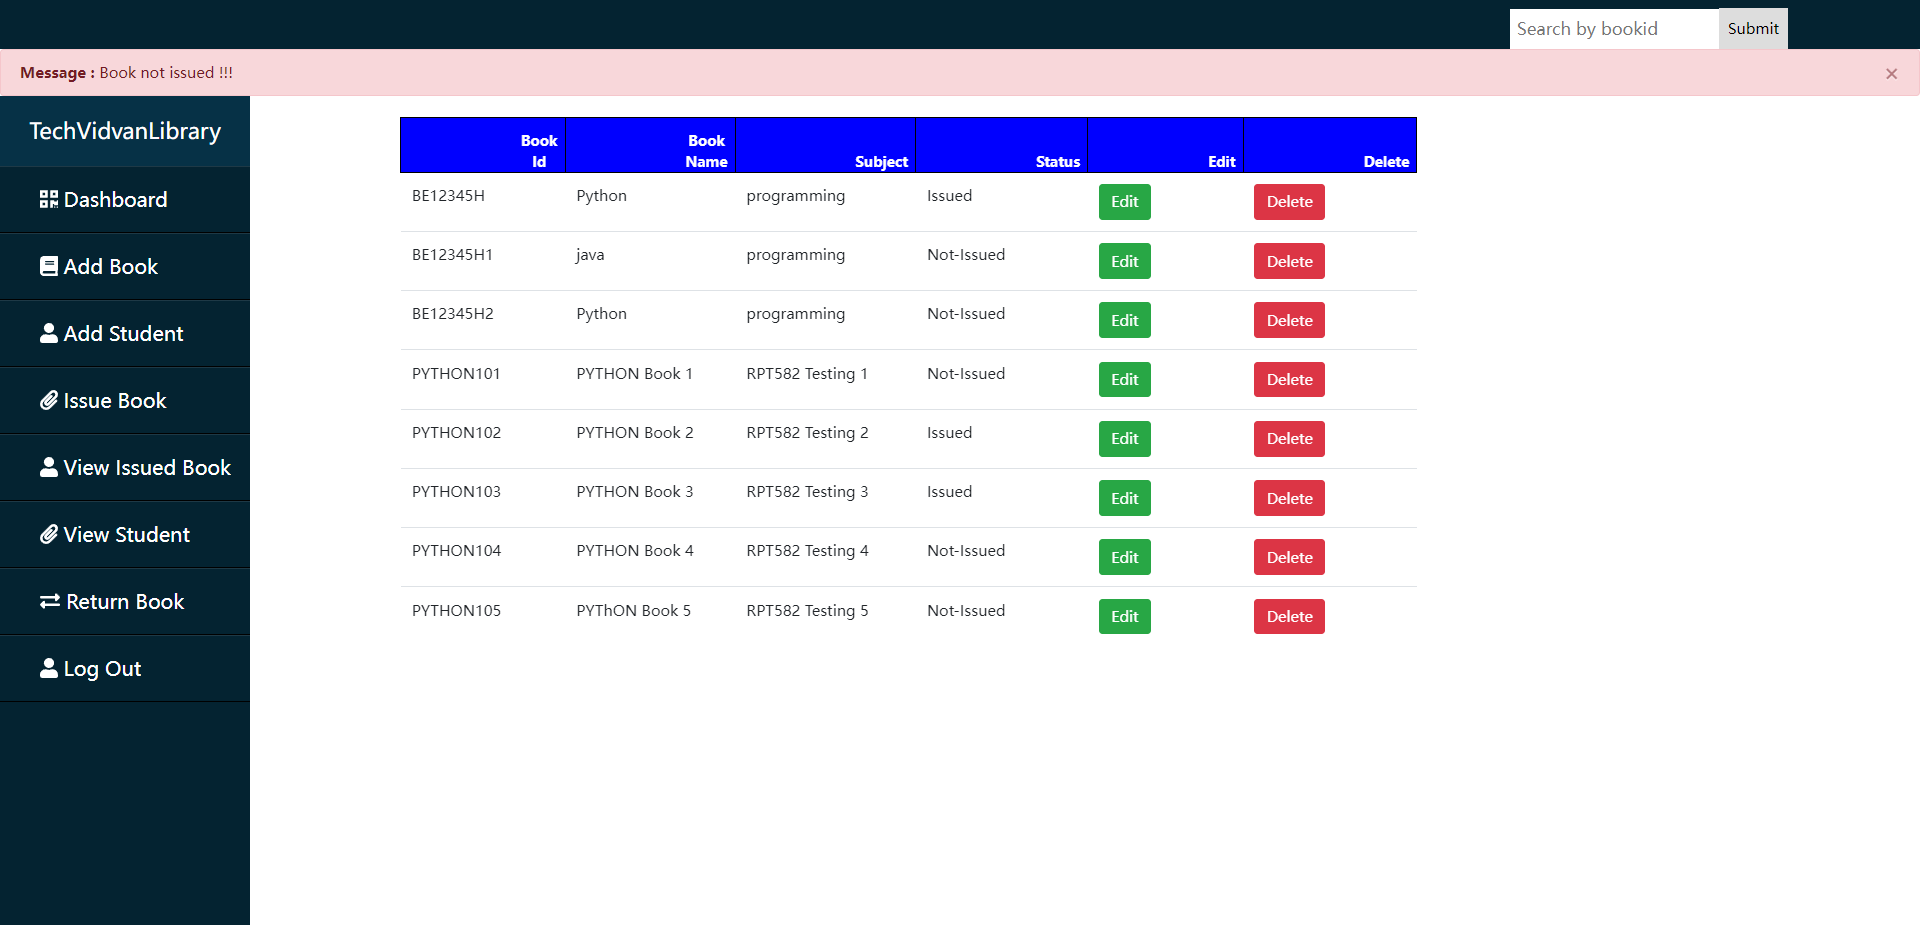 Search by bookid Submit
Message : Book not issued !!! ×
TechVidvanLibrary
Dashboard
Add Book
Add Student
Issue Book
View Issued Book
View Student
Return Book
Log Out
Book Id Book Name Subject Status Edit Delete
BE12345H Python programming Issued Edit Delete
BE12345H1 java programming Not-Issued Edit Delete
BE12345H2 Python programming Not-Issued Edit Delete
PYTHON101 PYTHON Book 1 RPT582 Testing 1 Not-Issued Edit Delete
PYTHON102 PYTHON Book 2 RPT582 Testing 2 Issued Edit Delete
PYTHON103 PYTHON Book 3 RPT582 Testing 3 Issued Edit Delete
PYTHON104 PYTHON Book 4 RPT582 Testing 4 Not-Issued Edit Delete
PYTHON105 PYThON Book 5 RPT582 Testing 5 Not-Issued Edit Delete